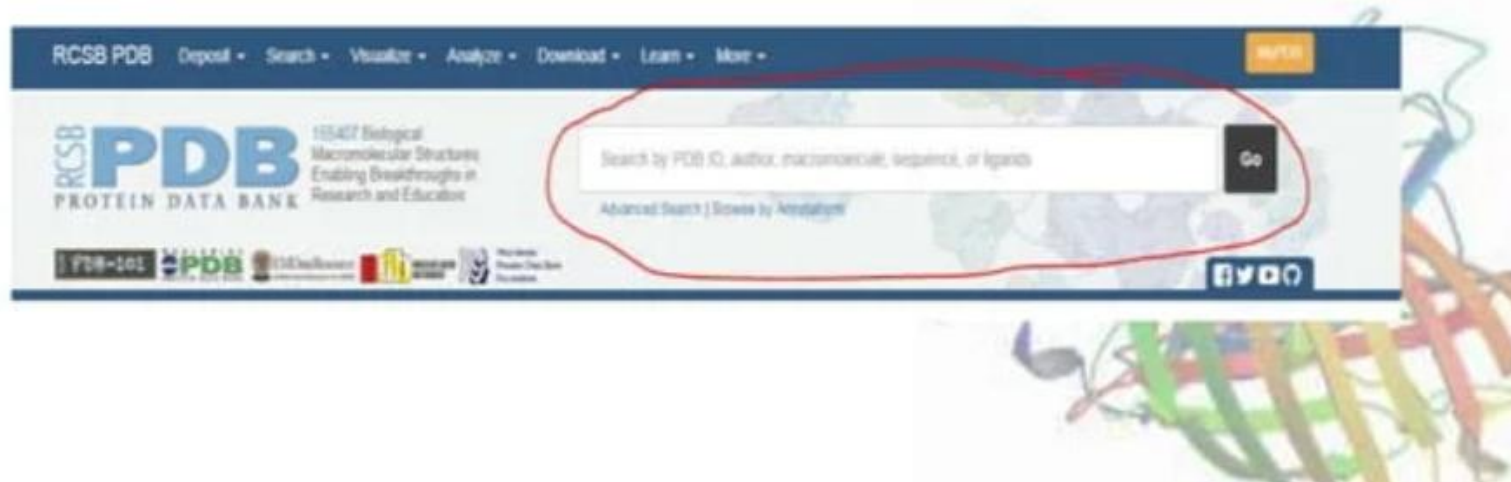 RCSB PDB Deposit Search Visualize Analyze Download Learn More
MyPDB
RCSB
PDB
PROTEIN DATA BANK
155407 Biological
Macromolecular Structures
Enabling Breakthroughs in
Research and Education
Search by PDB ID, author, macromolecule, sequence, or ligands
Go
Advanced Search | Browse by Annotations
PDB-101
PDB